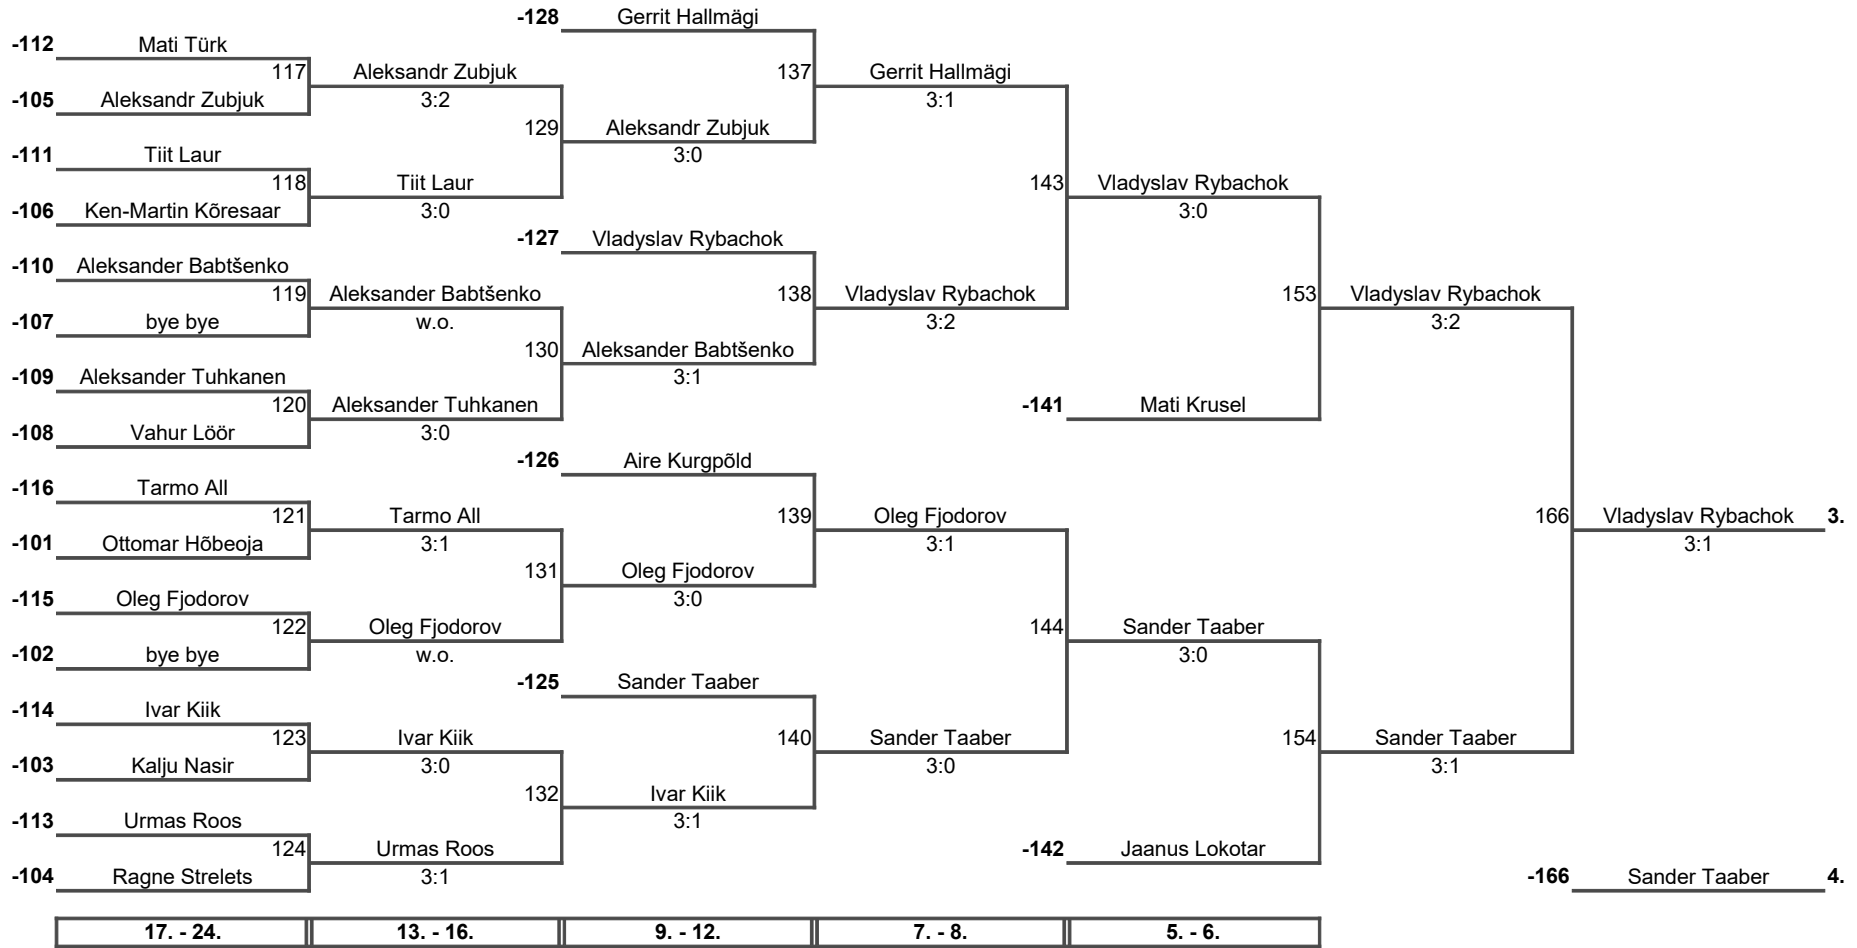 -128 Gerrit Hallmägi
-112 Mati Türk
117 Aleksandr Zubjuk 137 Gerrit Hallmägi
-105 Aleksandr Zubjuk 3:2 3:1
129 Aleksandr Zubjuk
-111 Tiit Laur 3:0
118 Tiit Laur 143 Vladyslav Rybachok
-106 Ken-Martin Kõresaar 3:0 3:0
-127 Vladyslav Rybachok
-110 Aleksander Babtšenko
119 Aleksander Babtšenko 138 Vladyslav Rybachok 153 Vladyslav Rybachok
-107 bye bye w.o. 3:2 3:2
130 Aleksander Babtšenko
-109 Aleksander Tuhkanen 3:1
120 Aleksander Tuhkanen -141 Mati Krusel
-108 Vahur Löör 3:0
-126 Aire Kurgpõld
-116 Tarmo All
121 Tarmo All 139 Oleg Fjodorov 166 Vladyslav Rybachok 3.
-101 Ottomar Hõbeoja 3:1 3:1 3:1
131 Oleg Fjodorov
-115 Oleg Fjodorov 3:0
122 Oleg Fjodorov 144 Sander Taaber
-102 bye bye w.o. 3:0
-125 Sander Taaber
-114 Ivar Kiik
123 Ivar Kiik 140 Sander Taaber 154 Sander Taaber
-103 Kalju Nasir 3:0 3:0 3:1
132 Ivar Kiik
-113 Urmas Roos 3:1
124 Urmas Roos -142 Jaanus Lokotar
-104 Ragne Strelets 3:1 -166 Sander Taaber 4.
17. - 24. 13. - 16. 9. - 12. 7. - 8. 5. - 6.